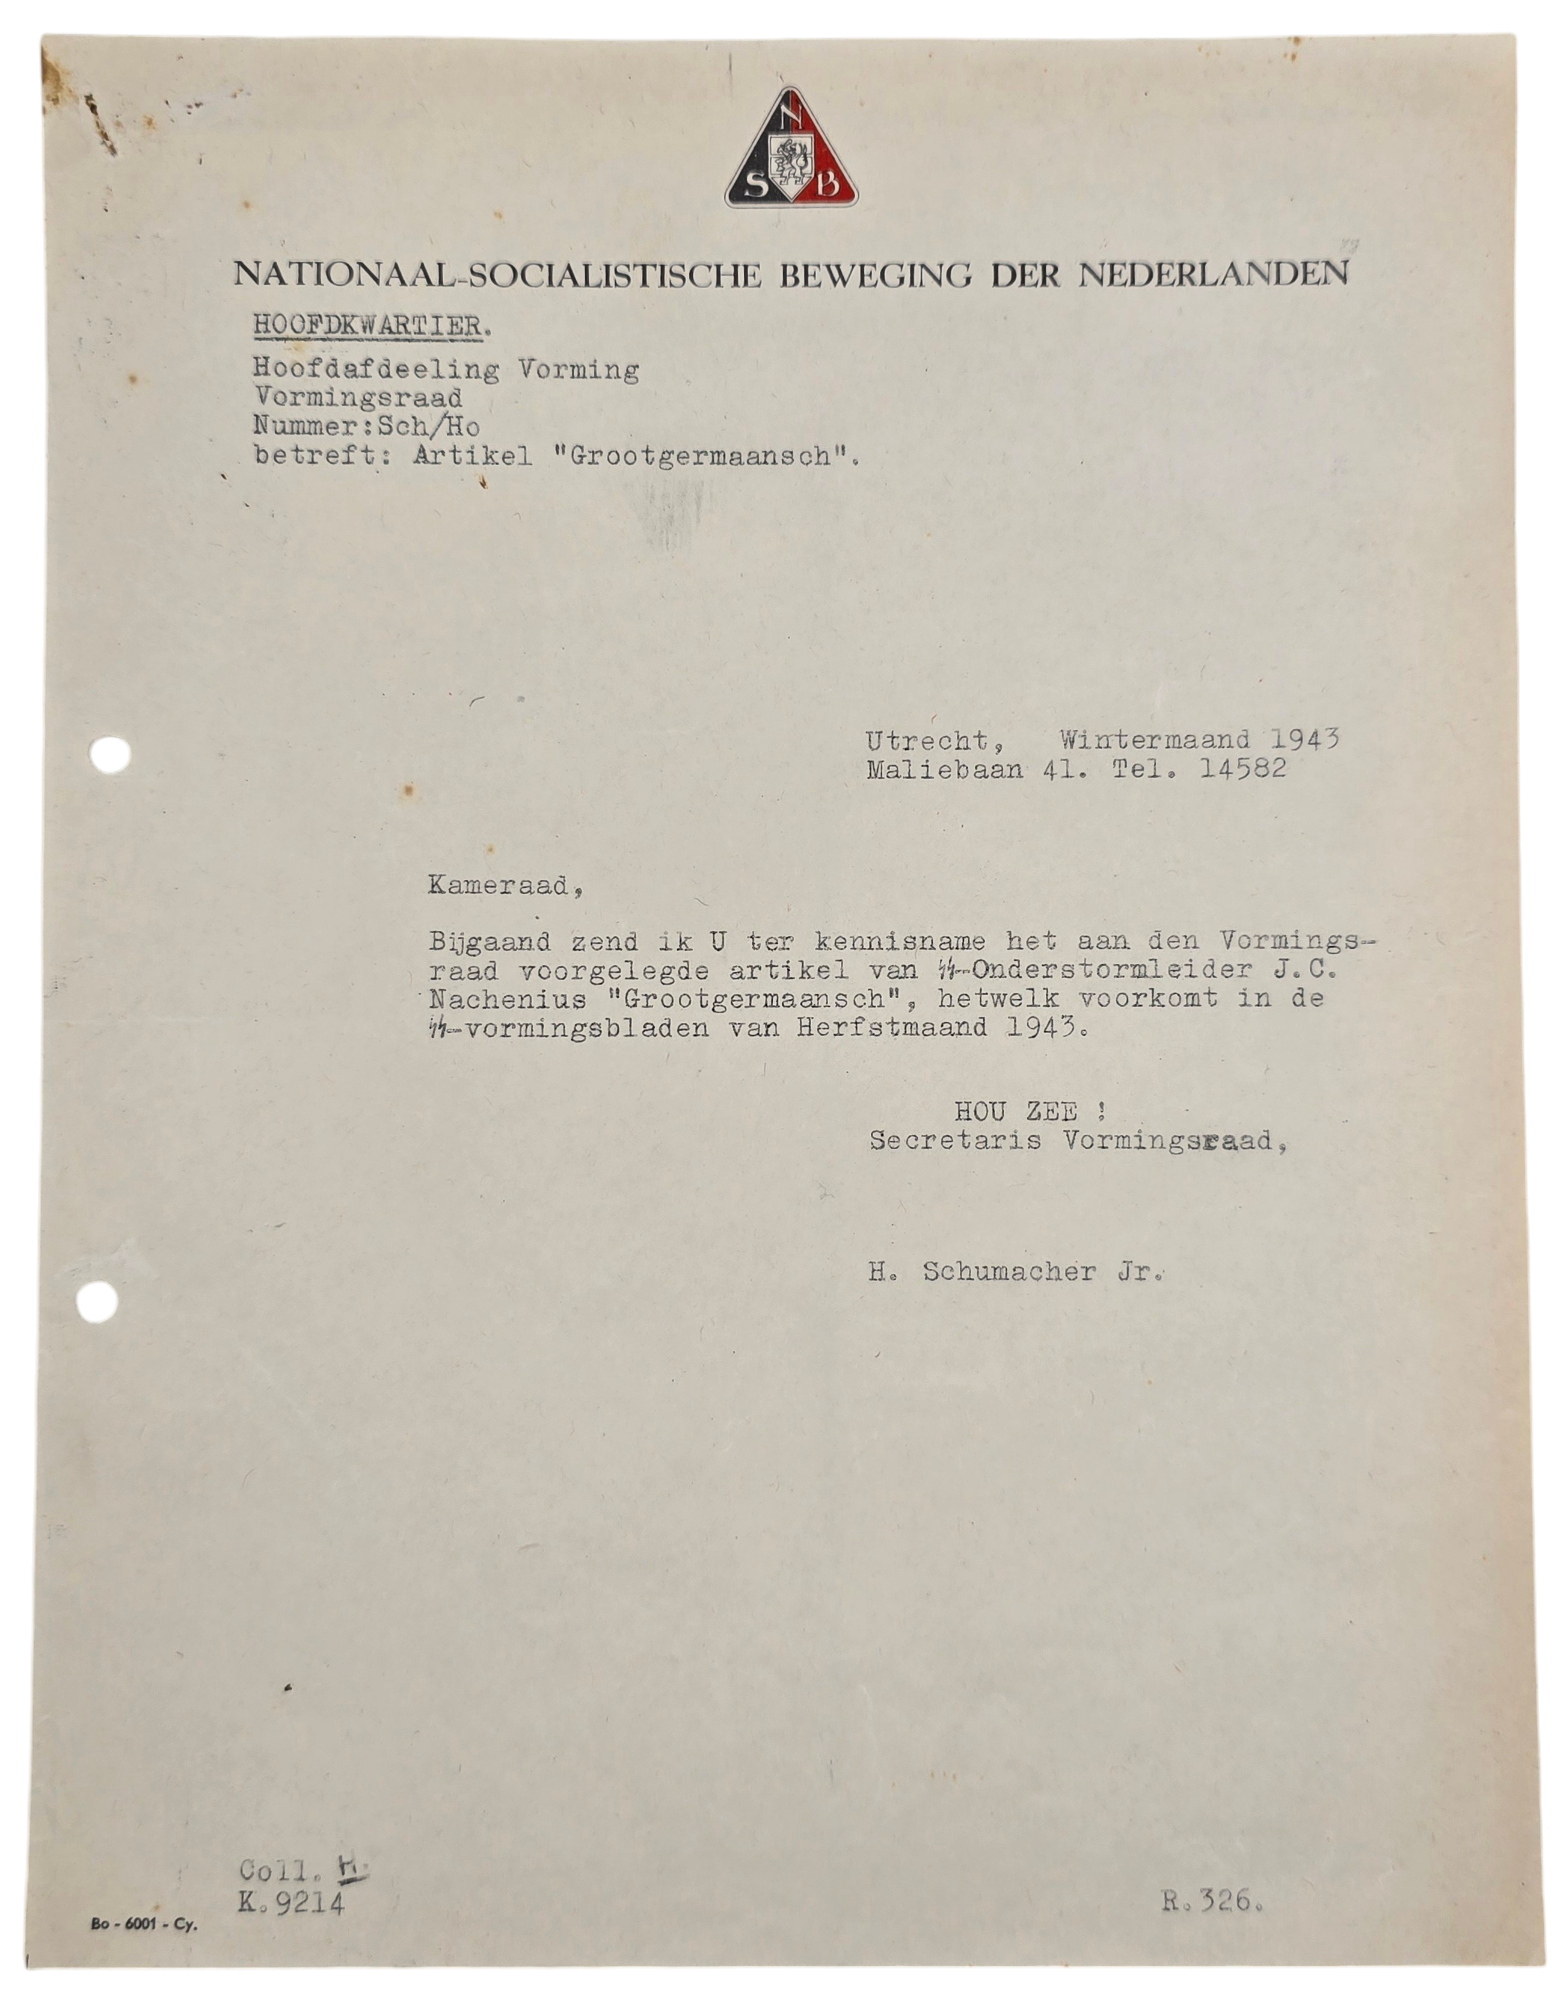 N
S B
NATIONAAL-SOCIALISTISCHE BEWEGING DER NEDERLANDEN
HOOFDKWARTIER.
Hoofdafdeeling Vorming
Vormingsraad
Nummer:Sch/Ho
betreft: Artikel "Grootgermaansch".
Utrecht, Wintermaand 1943
Maliebaan 41. Tel. 14582
Kameraad,
Bijgaand zend ik U ter kennisname het aan den Vormings-
raad voorgelegde artikel van ᛋᛋ-Onderstormleider J.C.
Nachenius "Grootgermaansch", hetwelk voorkomt in de
ᛋᛋ-vormingsbladen van Herfstmaand 1943.
HOU ZEE !
Secretaris Vormingsraad,
H. Schumacher Jr.
Coll. H.
K.9214
R.326.
Bo - 6001 - Cy.